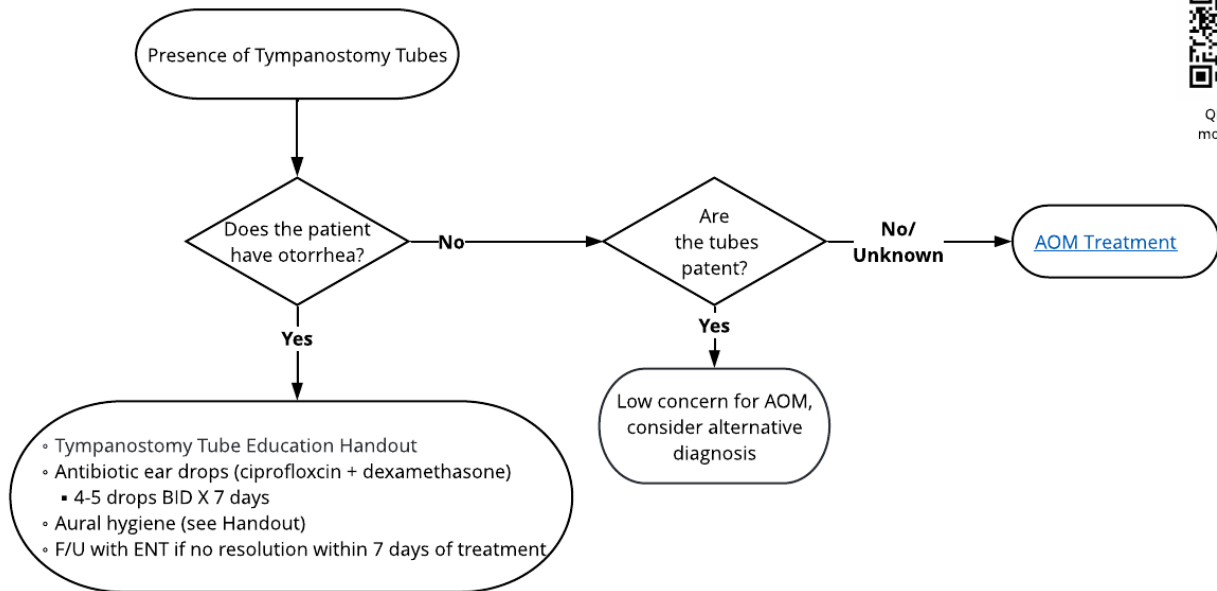 Presence of Tympanostomy Tubes
Q
mo
Does the patient
have otorrhea?
No
Are
the tubes
patent?
No/
Unknown
AOM Treatment
Yes
Yes
Low concern for AOM,
consider alternative
diagnosis
◦ Tympanostomy Tube Education Handout
◦ Antibiotic ear drops (ciprofloxcin + dexamethasone)
▪ 4-5 drops BID X 7 days
◦ Aural hygiene (see Handout)
◦ F/U with ENT if no resolution within 7 days of treatment